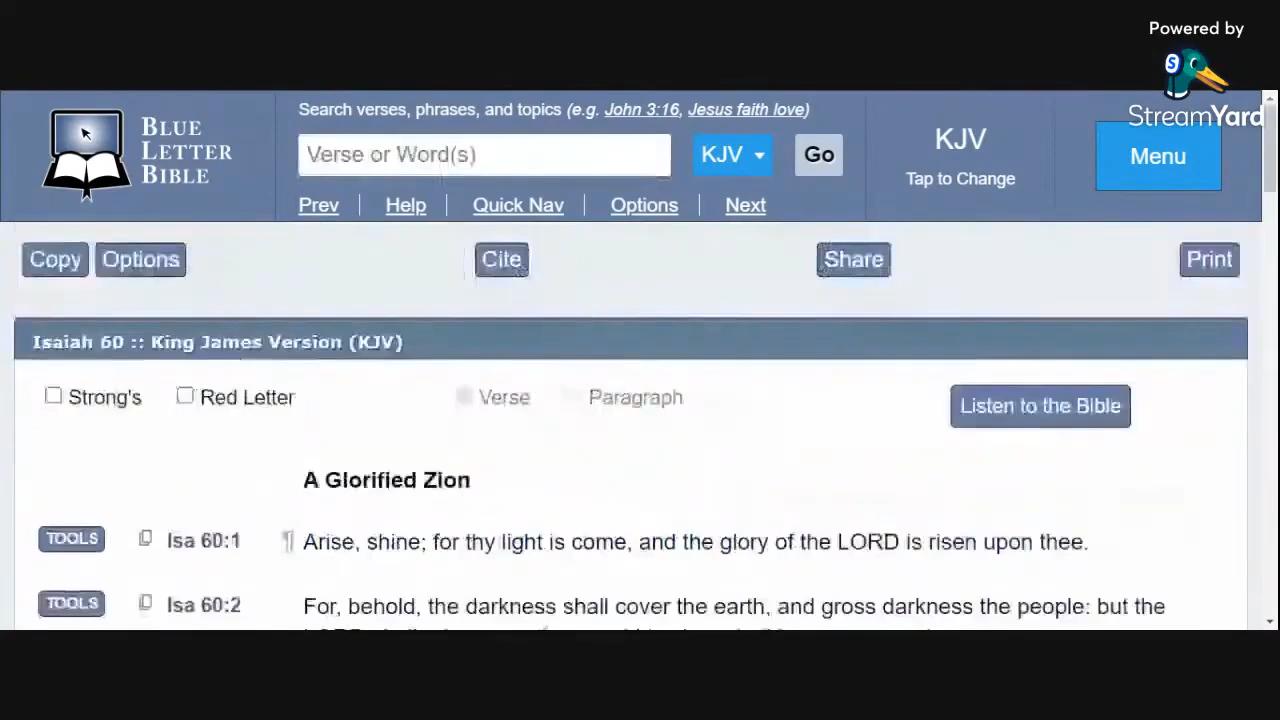 Powered by
StreamYard
BLUE
LETTER
BIBLE
Search verses, phrases, and topics (e.g. John 3:16, Jesus faith love)
Verse or Word(s)
KJV
Go
Prev
Help
Quick Nav
Options
Next
KJV
Tap to Change
Menu
Copy
Options
Cite
Share
Print
Isaiah 60 :: King James Version (KJV)
Strong's
Red Letter
Verse
Paragraph
Listen to the Bible
A Glorified Zion
TOOLS Isa 60:1 ¶ Arise, shine; for thy light is come, and the glory of the LORD is risen upon thee.
TOOLS Isa 60:2 For, behold, the darkness shall cover the earth, and gross darkness the people: but the